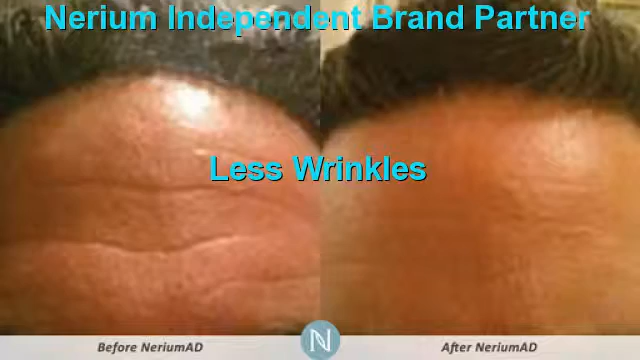 Nerium Independent Brand Partner
Less Wrinkles
Before NeriumAD
N
After NeriumAD